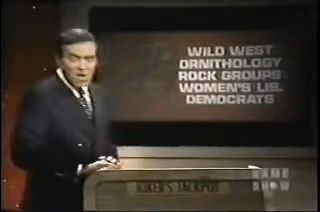 WILD WEST
ORNITHOLOGY
ROCK GROUPS
WOMEN'S LIB.
DEMOCRATS
JOKER'S JACKPOT
GAME
SHOW